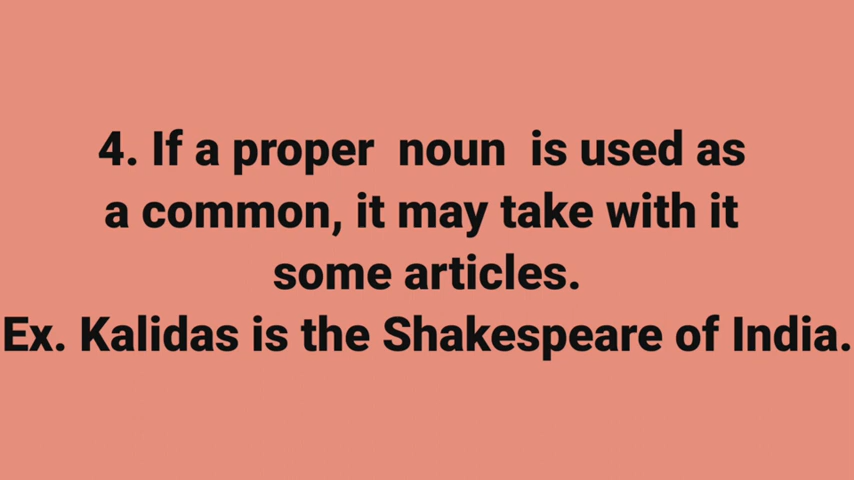 4. If a proper noun is used as
a common, it may take with it
some articles.
Ex. Kalidas is the Shakespeare of India.